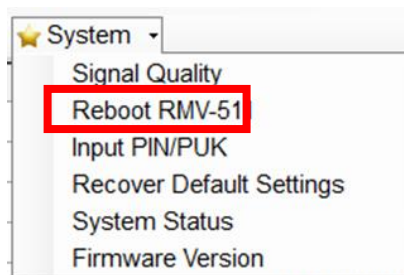 System
Signal Quality
Reboot RMV-51
Input PIN/PUK
Recover Default Settings
System Status
Firmware Version